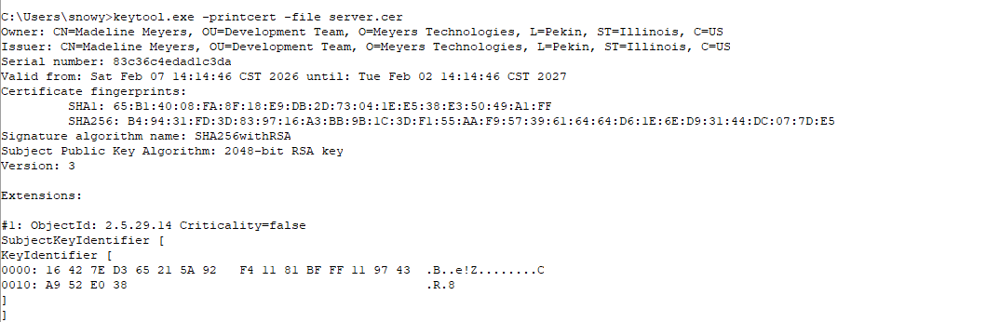 C:\Users\snowy>keytool.exe -printcert -file server.cer
Owner: CN=Madeline Meyers, OU=Development Team, O=Meyers Technologies, L=Pekin, ST=Illinois, C=US
Issuer: CN=Madeline Meyers, OU=Development Team, O=Meyers Technologies, L=Pekin, ST=Illinois, C=US
Serial number: 83c36c4edad1c3da
Valid from: Sat Feb 07 14:14:46 CST 2026 until: Tue Feb 02 14:14:46 CST 2027
Certificate fingerprints:
         SHA1: 65:B1:40:08:FA:8F:18:E9:DB:2D:73:04:1E:E5:38:E3:50:49:A1:FF
         SHA256: B4:94:31:FD:3D:83:97:16:A3:BB:9B:1C:3D:F1:55:AA:F9:57:39:61:64:64:D6:1E:6E:D9:31:44:DC:07:7D:E5
Signature algorithm name: SHA256withRSA
Subject Public Key Algorithm: 2048-bit RSA key
Version: 3
Extensions:
#1: ObjectId: 2.5.29.14 Criticality=false
SubjectKeyIdentifier [
KeyIdentifier [
0000: 16 42 7E D3 65 21 5A 92   F4 11 81 BF FF 11 97 43  .B..e!Z........C
0010: A9 52 E0 38                                        .R.8
]
]